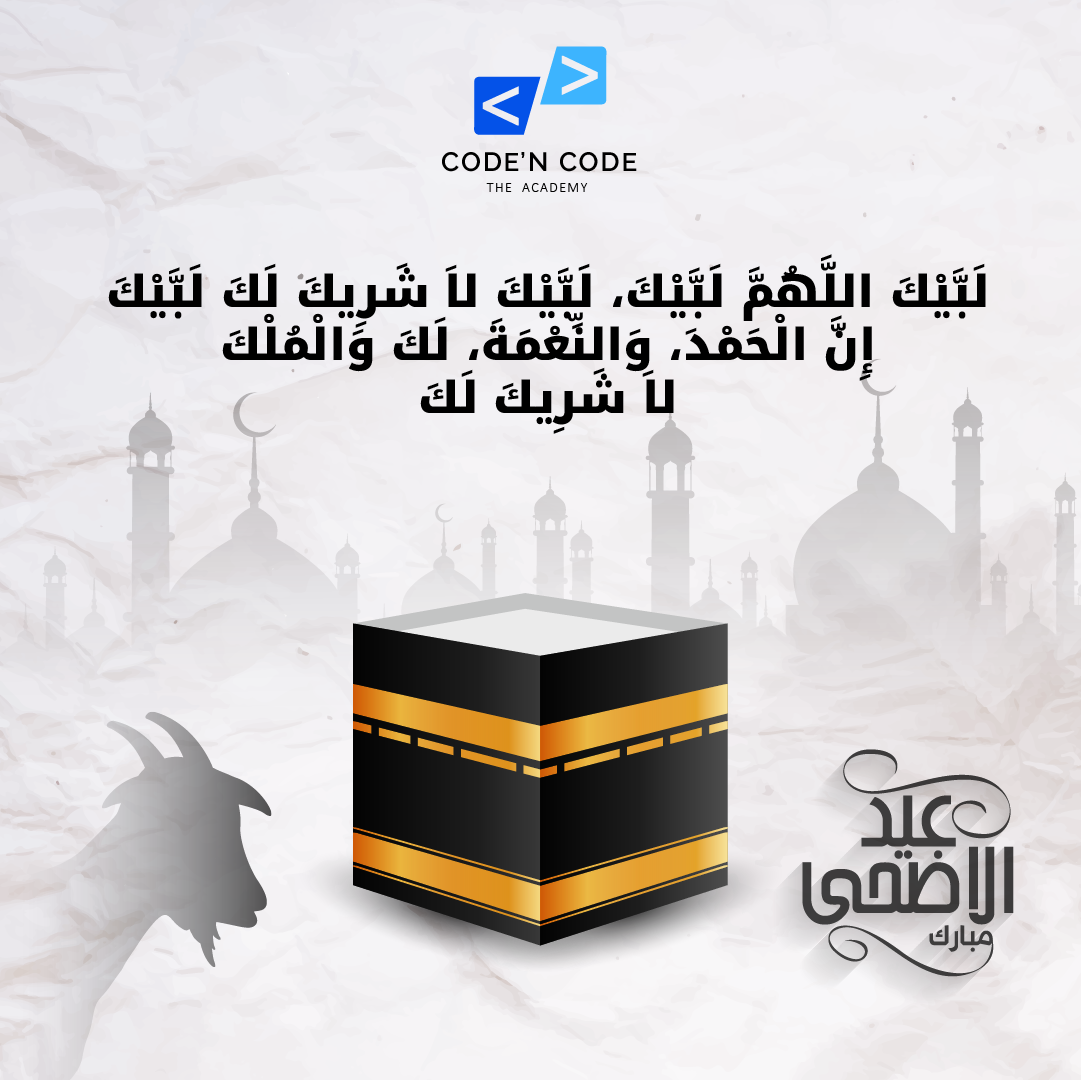 CODE'N CODE
THE ACADEMY
لَبَّيْكَ اللَّهُمَّ لَبَّيْكَ، لَبَّيْكَ لاَ شَرِيكَ لَكَ لَبَّيْكَ
إِنَّ الْحَمْدَ، وَالنِّعْمَةَ، لَكَ وَالْمُلْكَ
لاَ شَرِيكَ لَكَ
عيد
الاضحى
مبارك